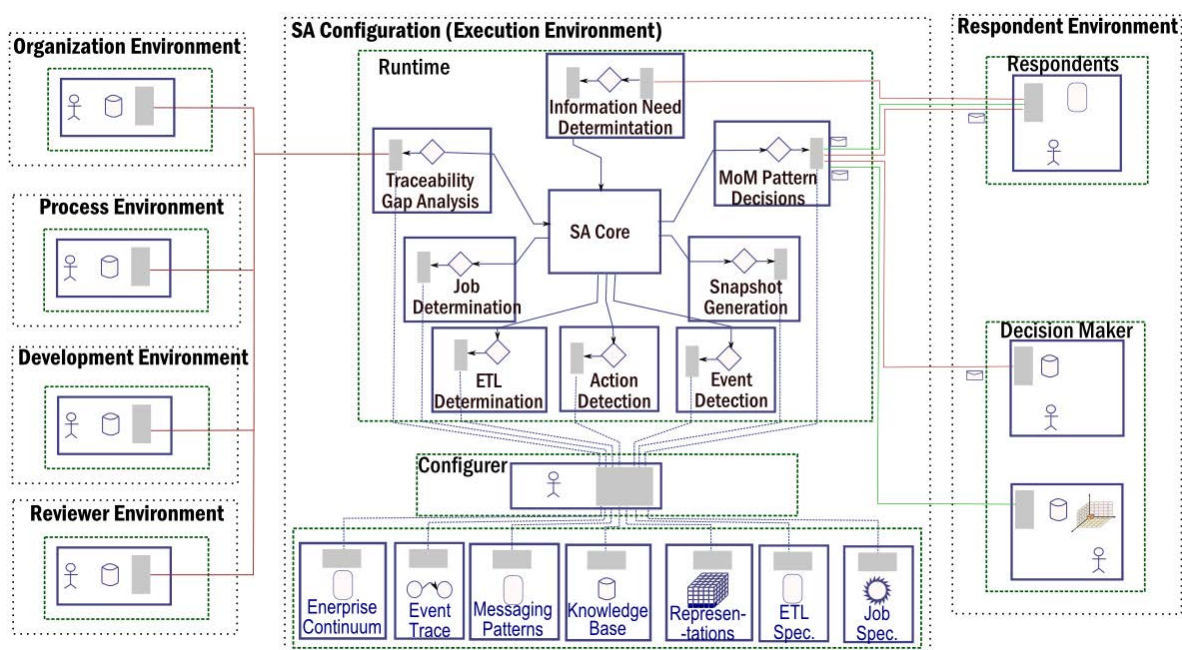 Organization Environment
Process Environment
Development Environment
Reviewer Environment
SA Configuration (Execution Environment)
Runtime
Information Need
Determintation
Traceability
Gap Analysis
MoM Pattern
Decisions
SA Core
Job
Determination
Snapshot
Generation
ETL
Determination
Action
Detection
Event
Detection
Configurer
Enerprise
Continuum
Event
Trace
Messaging
Patterns
Knowledge
Base
Represen-
-tations
ETL
Spec.
Job
Spec.
Respondent Environment
Respondents
Decision Maker